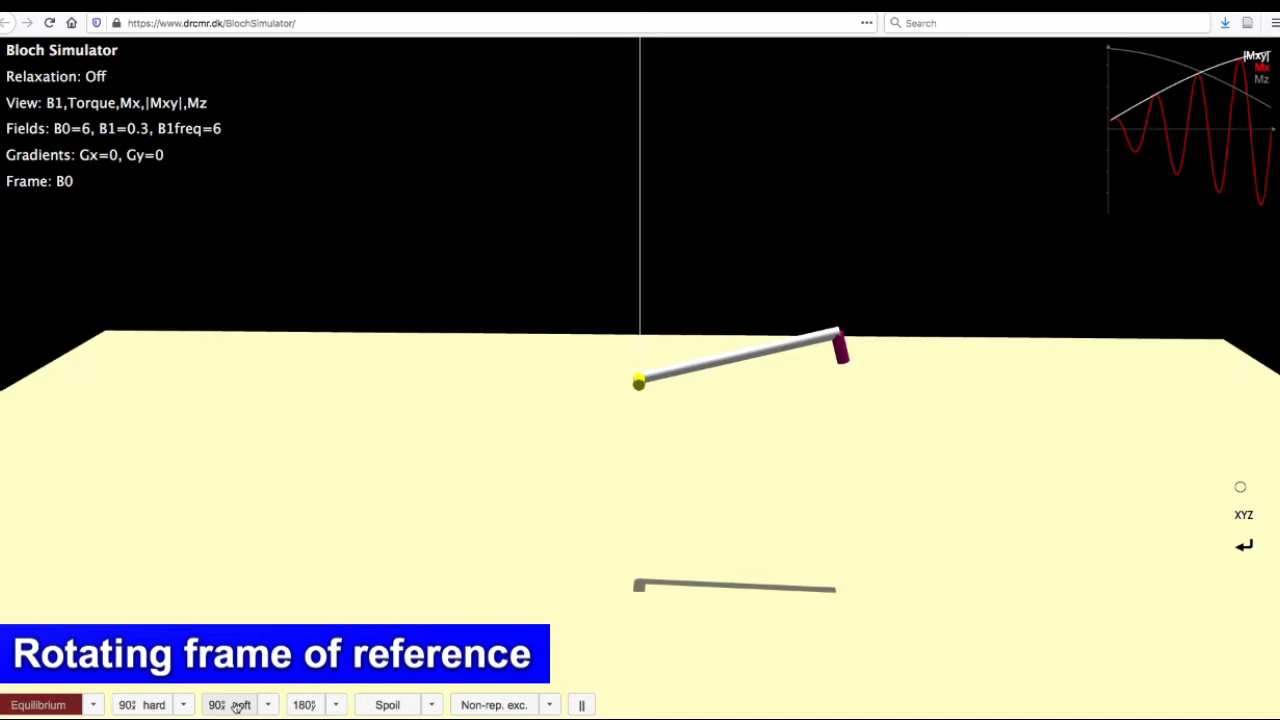 https://www.drcmr.dk/BlochSimulator/
Search
Bloch Simulator
Relaxation: Off
View: B1,Torque,Mx,|Mxy|,Mz
Fields: B0=6, B1=0.3, B1freq=6
Gradients: Gx=0, Gy=0
Frame: B0
|Mxy|
Mx
Mz
XYZ
Rotating frame of reference
Equilibrium
hard
180
Spoil
Non-rep. exc.
||